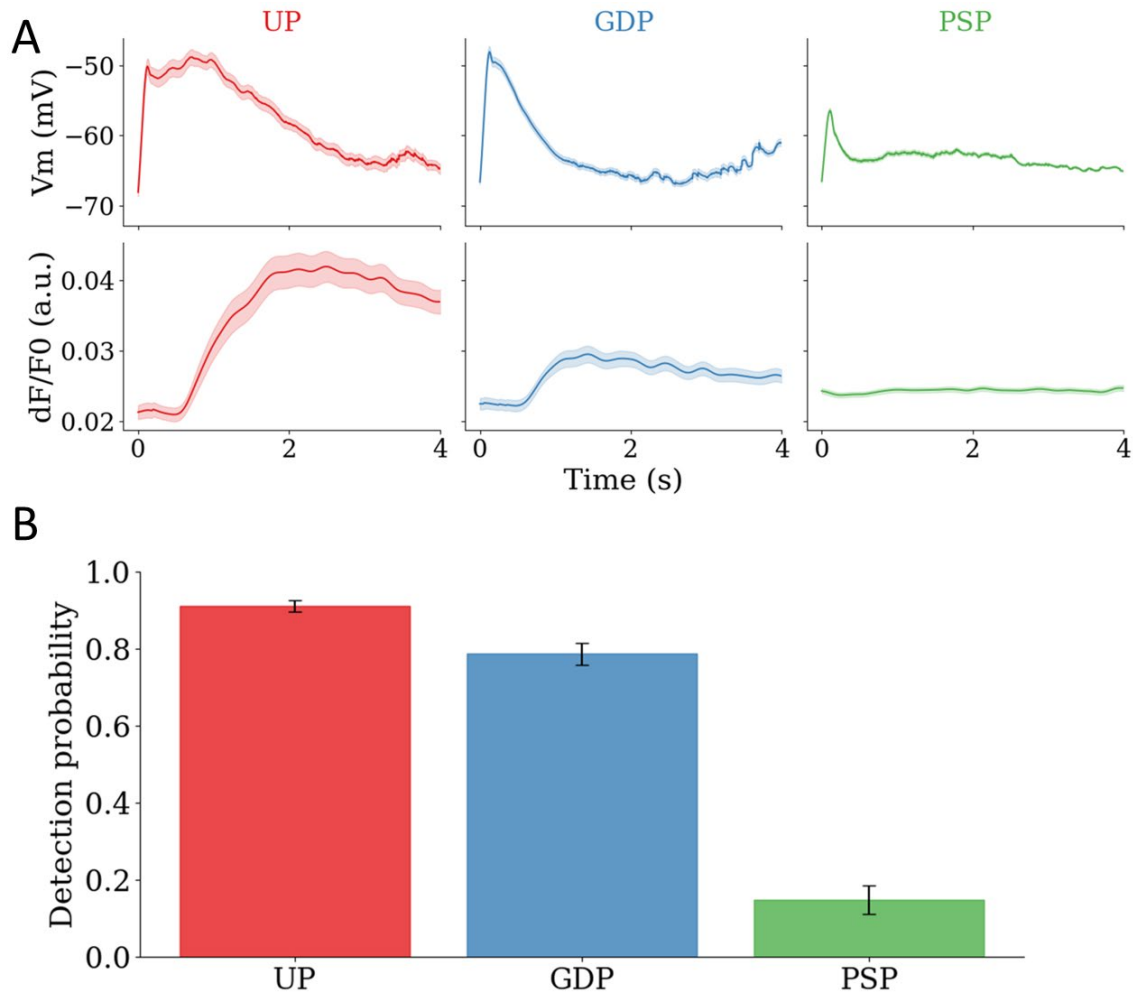 A
UP GDP PSP
Vm (mV)
−50
−60
−70
dF/F0 (a.u.)
0.04
0.03
0.02
0 2 4 0 2 4 0 2 4
Time (s)
B
Detection probability
1.0
0.8
0.6
0.4
0.2
0.0
UP GDP PSP